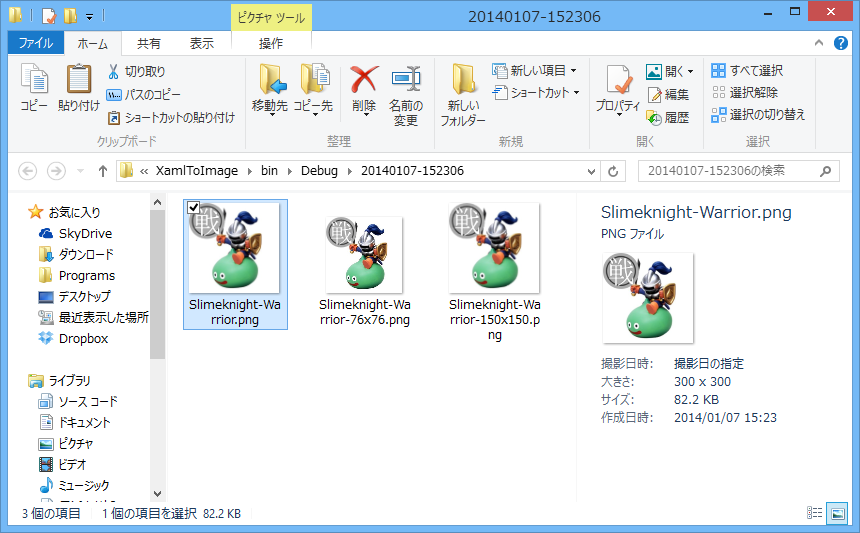 ピクチャ ツール
20140107-152306
ファイル
ホーム
共有
表示
操作
コピー
貼り付け
切り取り
パスのコピー
ショートカットの貼り付け
クリップボード
移動先
コピー先
削除
名前の
変更
整理
新しい
フォルダー
新しい項目
ショートカット
新規
プロパティ
開く
編集
履歴
開く
すべて選択
選択解除
選択の切り替え
選択
« XamlToImage
bin
Debug
20140107-152306
20140107-152306の検索
お気に入り
SkyDrive
ダウンロード
Programs
デスクトップ
最近表示した場所
Dropbox
ライブラリ
ソース コード
ドキュメント
ピクチャ
ビデオ
ミュージック
戦
Slimeknight-Wa
rrior.png
戦
Slimeknight-Wa
rrior-76x76.png
戦
Slimeknight-Wa
rrior-150x150.p
ng
Slimeknight-Warrior.png
PNG ファイル
戦
撮影日時: 撮影日の指定
大きさ: 300 x 300
サイズ: 82.2 KB
作成日時: 2014/01/07 15:23
3 個の項目
1 個の項目を選択 82.2 KB